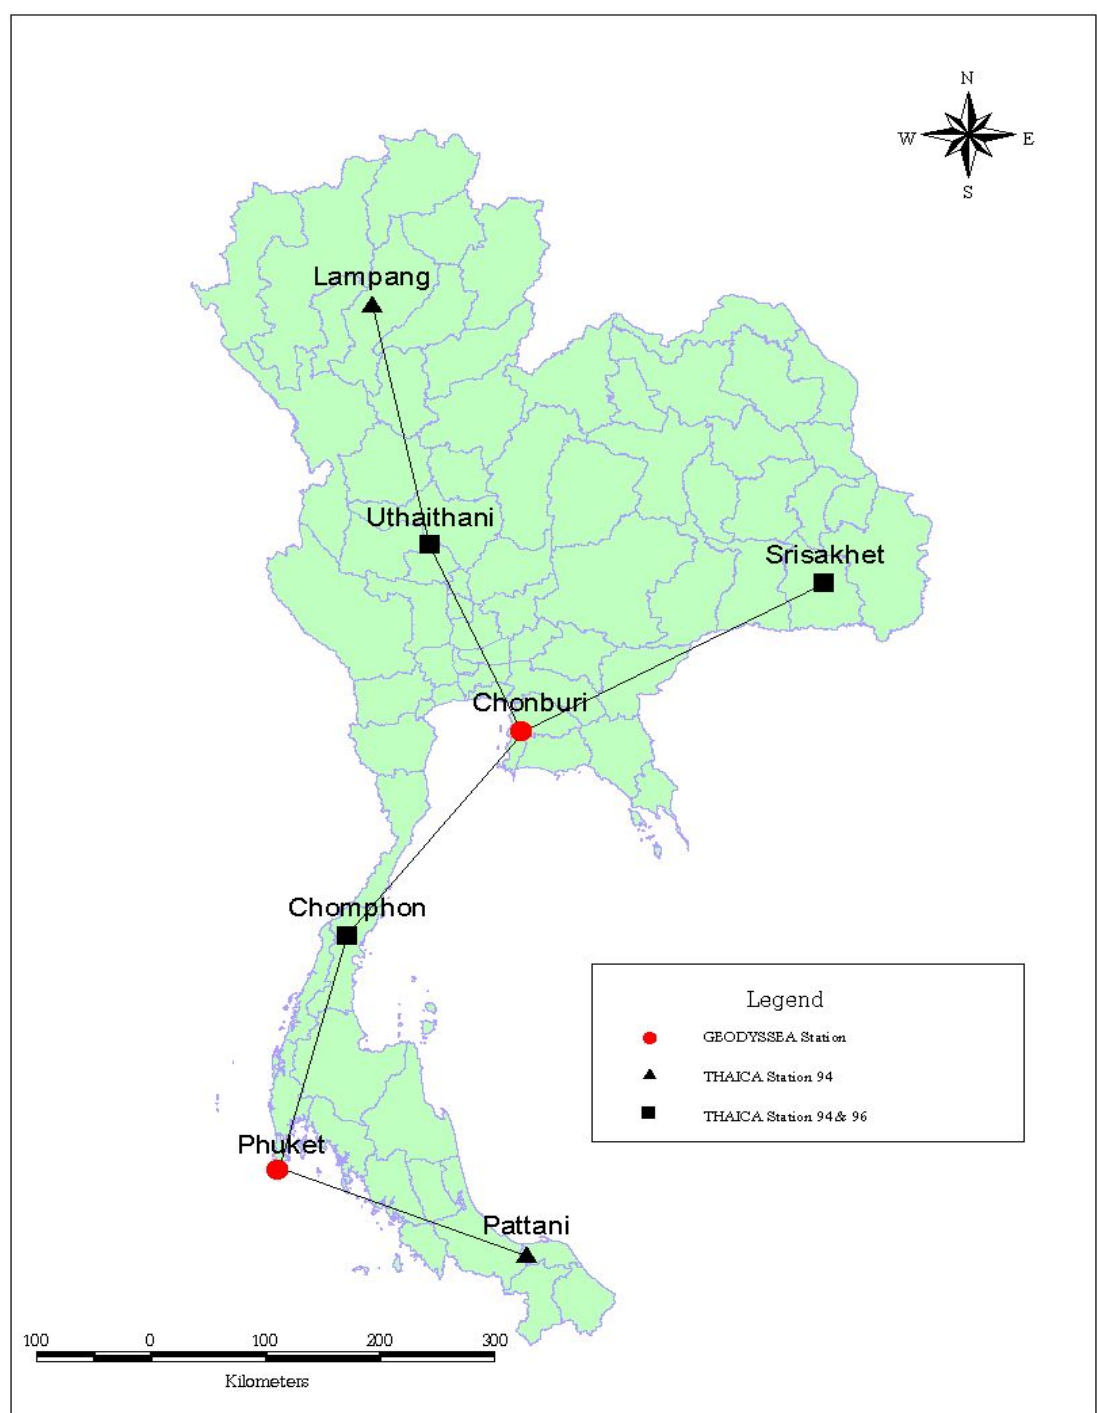 N
W E
S
Lampang
Uthaithani
Srisakhet
Chonburi
Chomphon
Phuket
Pattani
Legend
GEODYSSEA Station
THAICA Station 94
THAICA Station 94 & 96
100 0 100 200 300
Kilometers